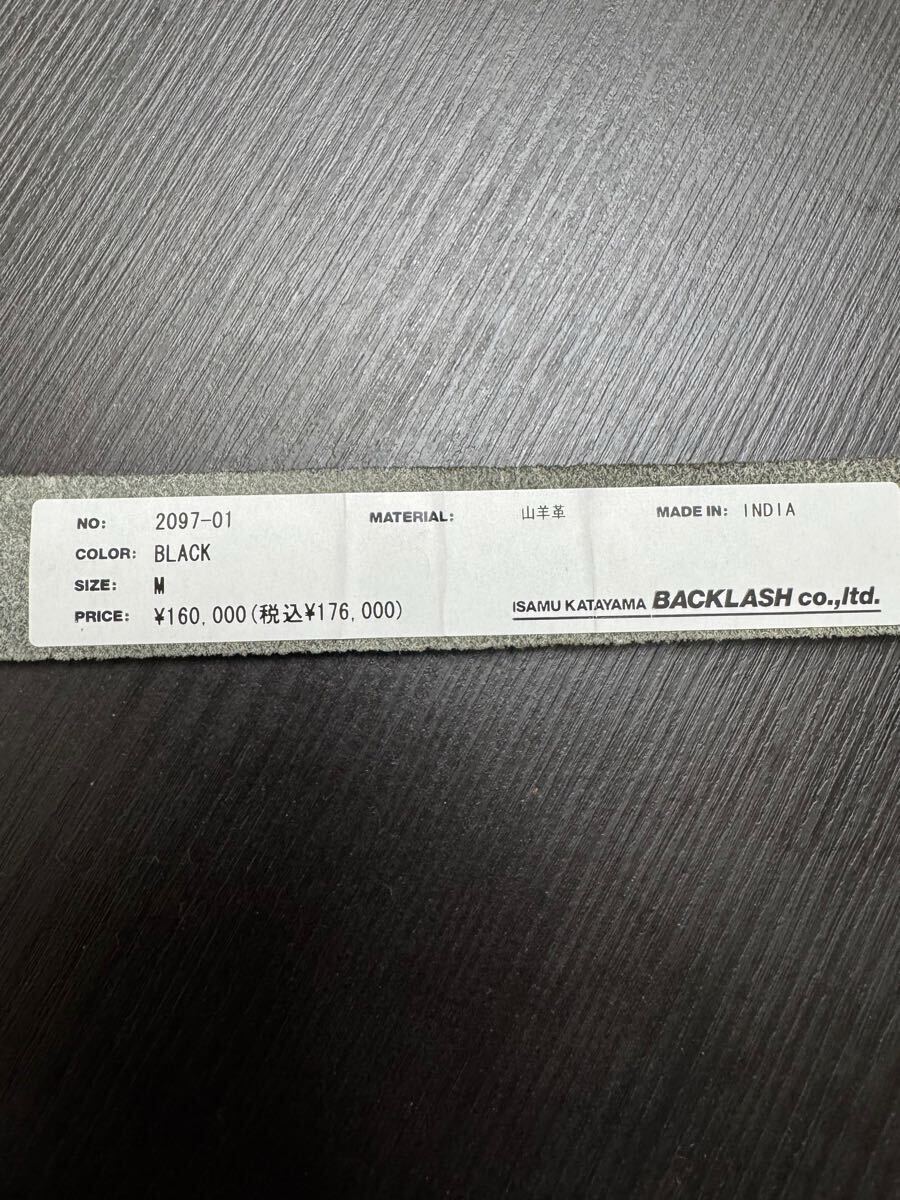 NO: 2097-01 MATERIAL: 山羊革 MADE IN: INDIA
COLOR: BLACK
SIZE: M
PRICE: ¥160,000(税込¥176,000) ISAMU KATAYAMA BACKLASH co.,ltd.